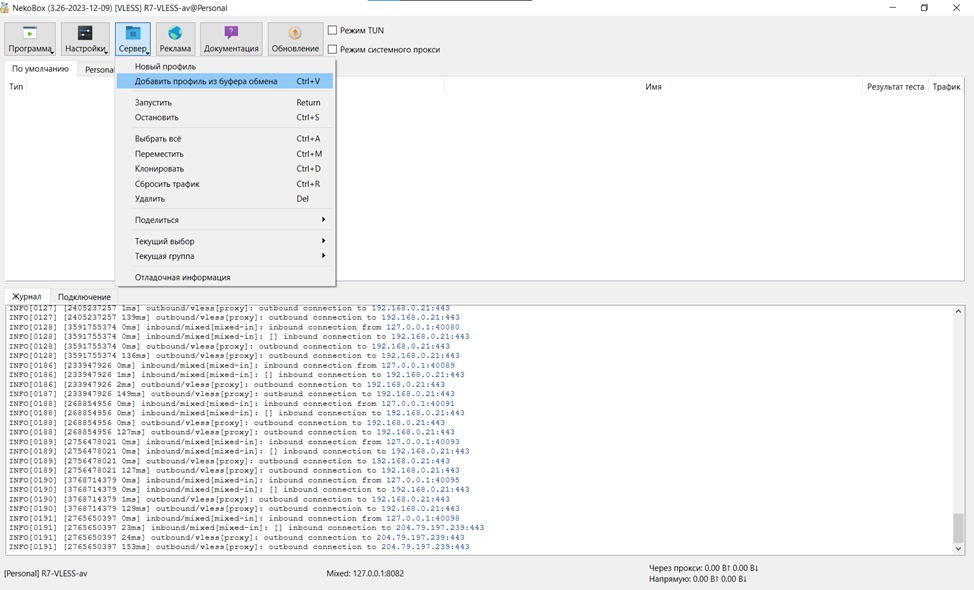 NekoBox (3.26-2023-12-09) [VLESS] R7-VLESS-av@Personal
Программа Настройки Сервер Реклама Документация Обновление
Режим TUN
Режим системного прокси
По умолчанию Personal
Тип Имя Результат теста Трафик
Новый профиль
Добавить профиль из буфера обмена Ctrl+V
Запустить Return
Остановить Ctrl+S
Выбрать всё Ctrl+A
Переместить Ctrl+M
Клонировать Ctrl+D
Сбросить трафик Ctrl+R
Удалить Del
Поделиться
Текущий выбор
Текущая группа
Отладочная информация
Журнал Подключение
INFO[0127] [2405237257 1ms] outbound/vless[proxy]: outbound connection to 192.168.0.21:443
INFO[0127] [2405237257 139ms] outbound/vless[proxy]: outbound connection to 192.168.0.21:443
INFO[0128] [3591755374 0ms] inbound/mixed[mixed-in]: inbound connection from 127.0.0.1:40080
INFO[0128] [3591755374 0ms] inbound/mixed[mixed-in]: [] inbound connection to 192.168.0.21:443
INFO[0128] [3591755374 0ms] outbound/vless[proxy]: outbound connection to 192.168.0.21:443
INFO[0128] [3591755374 136ms] outbound/vless[proxy]: outbound connection to 192.168.0.21:443
INFO[0186] [233947926 0ms] inbound/mixed[mixed-in]: inbound connection from 127.0.0.1:40089
INFO[0186] [233947926 1ms] inbound/mixed[mixed-in]: [] inbound connection to 192.168.0.21:443
INFO[0186] [233947926 2ms] outbound/vless[proxy]: outbound connection to 192.168.0.21:443
INFO[0187] [233947926 149ms] outbound/vless[proxy]: outbound connection to 192.168.0.21:443
INFO[0188] [268854956 0ms] inbound/mixed[mixed-in]: inbound connection from 127.0.0.1:40091
INFO[0188] [268854956 0ms] inbound/mixed[mixed-in]: [] inbound connection to 192.168.0.21:443
INFO[0188] [268854956 0ms] outbound/vless[proxy]: outbound connection to 192.168.0.21:443
INFO[0188] [268854956 127ms] outbound/vless[proxy]: outbound connection to 192.168.0.21:443
INFO[0189] [2756478021 0ms] inbound/mixed[mixed-in]: inbound connection from 127.0.0.1:40093
INFO[0189] [2756478021 0ms] inbound/mixed[mixed-in]: [] inbound connection to 192.168.0.21:443
INFO[0189] [2756478021 0ms] outbound/vless[proxy]: outbound connection to 192.168.0.21:443
INFO[0189] [2756478021 127ms] outbound/vless[proxy]: outbound connection to 192.168.0.21:443
INFO[0190] [3768714379 0ms] inbound/mixed[mixed-in]: inbound connection from 127.0.0.1:40095
INFO[0190] [3768714379 0ms] inbound/mixed[mixed-in]: [] inbound connection to 192.168.0.21:443
INFO[0190] [3768714379 1ms] outbound/vless[proxy]: outbound connection to 192.168.0.21:443
INFO[0190] [3768714379 129ms] outbound/vless[proxy]: outbound connection to 192.168.0.21:443
INFO[0191] [2765650397 0ms] inbound/mixed[mixed-in]: inbound connection from 127.0.0.1:40098
INFO[0191] [2765650397 23ms] inbound/mixed[mixed-in]: [] inbound connection to 204.79.197.239:443
INFO[0191] [2765650397 24ms] outbound/vless[proxy]: outbound connection to 204.79.197.239:443
INFO[0191] [2765650397 153ms] outbound/vless[proxy]: outbound connection to 204.79.197.239:443
[Personal] R7-VLESS-av Mixed: 127.0.0.1:8082
Через прокси: 0.00 B↑ 0.00 B↓
Напрямую: 0.00 B↑ 0.00 B↓